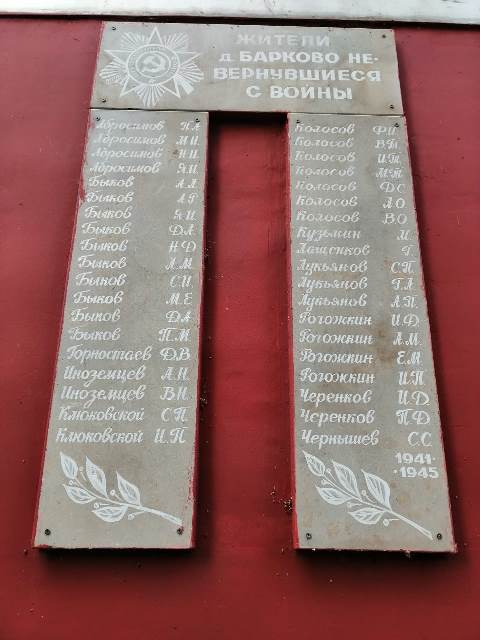 ЖИТЕЛИ
д БАРКОВО НЕ-
ВЕРНУВШИЕСЯ
С ВОЙНЫ
Абросимов Н.А
Абросимов М.И.
Абросимов Н.И.
Абросимов Я.И.
Быков А.А.
Быков А.Г.
Быков Я.И
Быков Д.А
Быков Н.Д
Быков А.М.
Быков С.И.
Быков М.Е
Быков Д.А
Быков П.М.
Горностаев Д.В
Иноземцев А.Н.
Иноземцев В.Н.
Клюковской С.П.
Клюковской И.П.
Колосов Ф.И.
Колосов В.Т.
Колосов И.Т.
Колосов М.Т.
Колосов Д.С
Колосов А.О
Колосов В.О
Кузьмин М.
Лащенков Г.
Лукьянов С.П.
Лукьянов Г.А.
Лукьянов А.П.
Рогожкин И.Д.
Рогожкин А.М.
Рогожкин Е.М.
Рогожкин И.П.
Черенков И.Д
Черенков П.Д
Чернышев С.С.
1941-
-1945